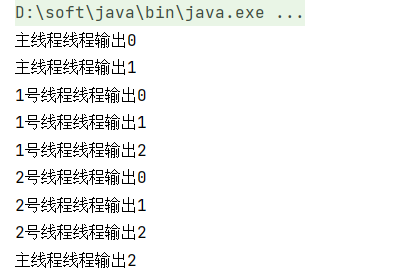 D:\soft\java\bin\java.exe ...
主线程线程输出0
主线程线程输出1
1号线程线程输出0
1号线程线程输出1
1号线程线程输出2
2号线程线程输出0
2号线程线程输出1
2号线程线程输出2
主线程线程输出2